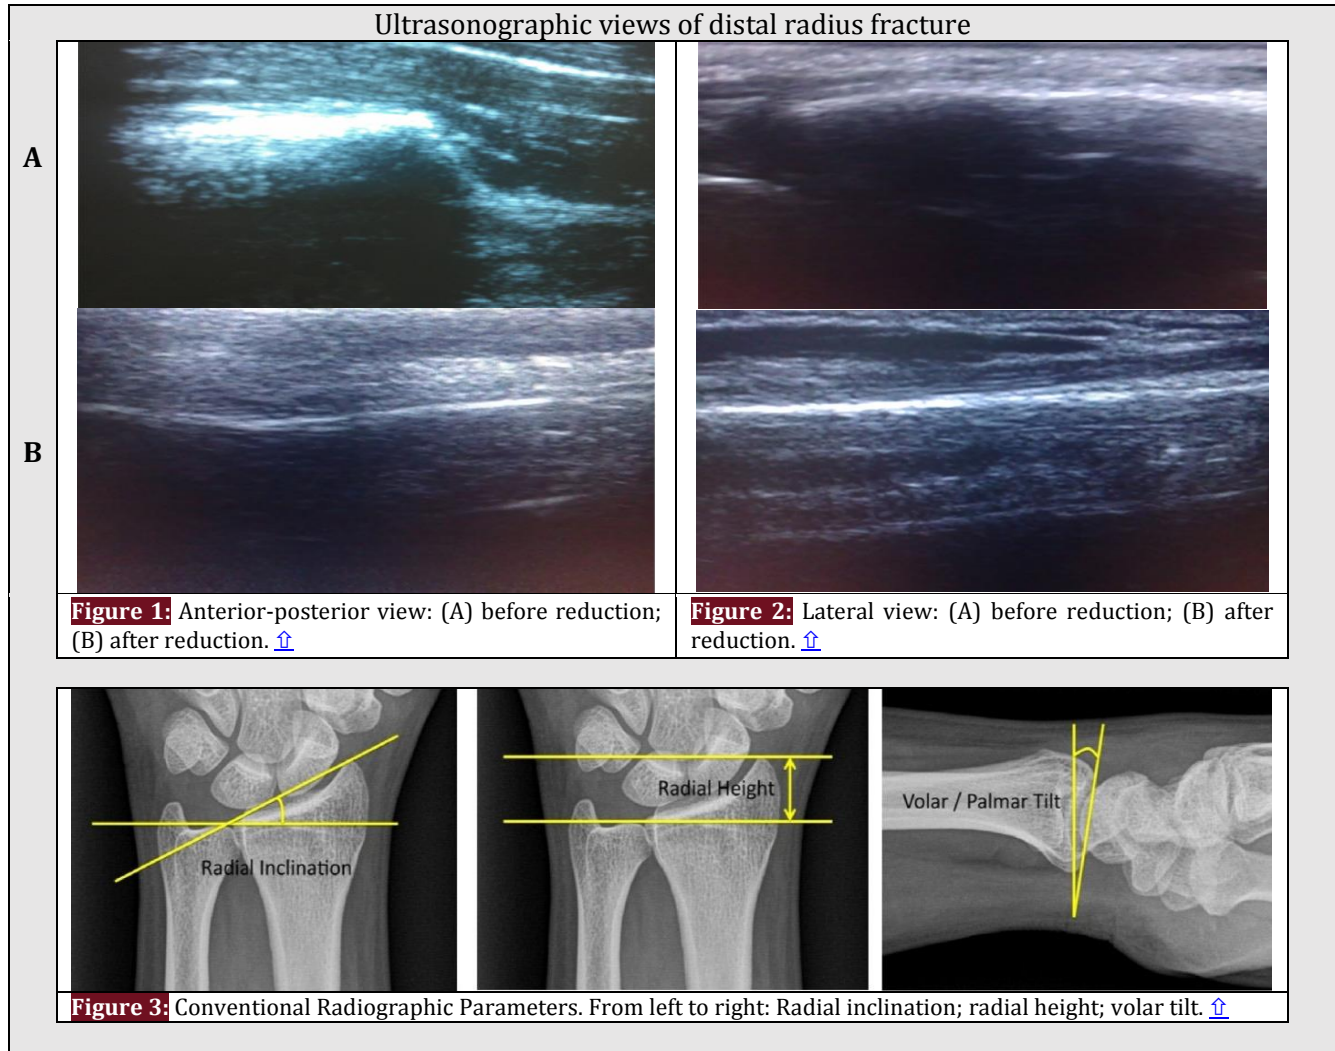 Ultrasonographic views of distal radius fracture
A
B
Figure 1: Anterior-posterior view: (A) before reduction;
(B) after reduction. ⇧
Figure 2: Lateral view: (A) before reduction; (B) after
reduction. ⇧
Radial Inclination
Radial Height
Volar / Palmar Tilt
Figure 3: Conventional Radiographic Parameters. From left to right: Radial inclination; radial height; volar tilt. ⇧